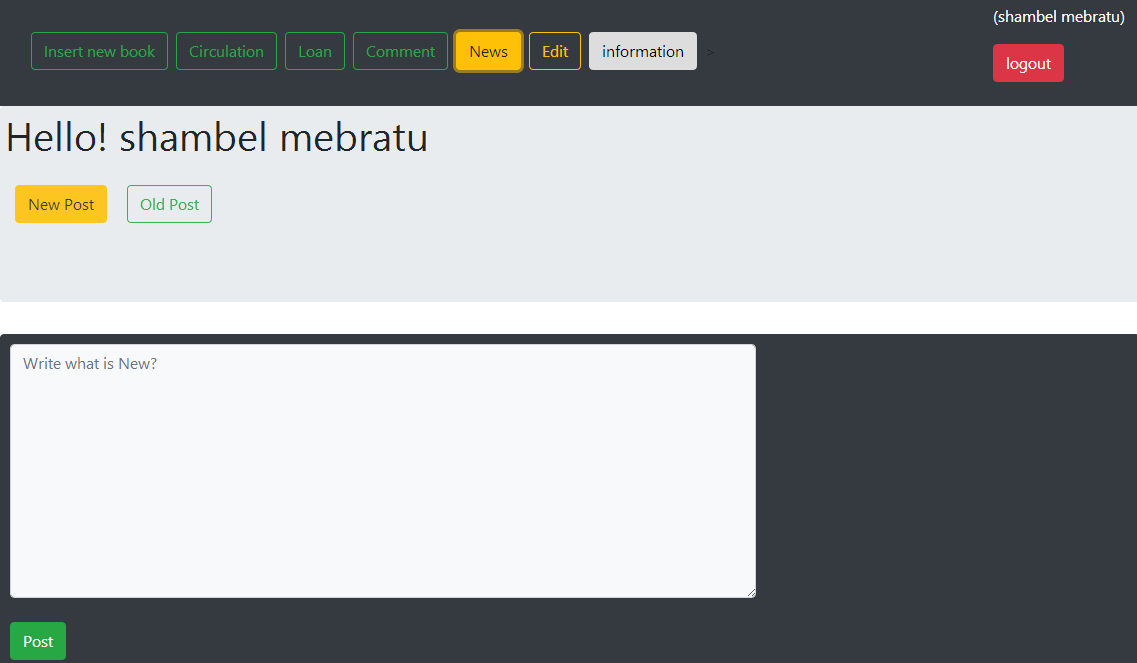 (shambel mebratu)
Insert new book Circulation Loan Comment News Edit information >
logout
Hello! shambel mebratu
New Post Old Post
Write what is New?
Post